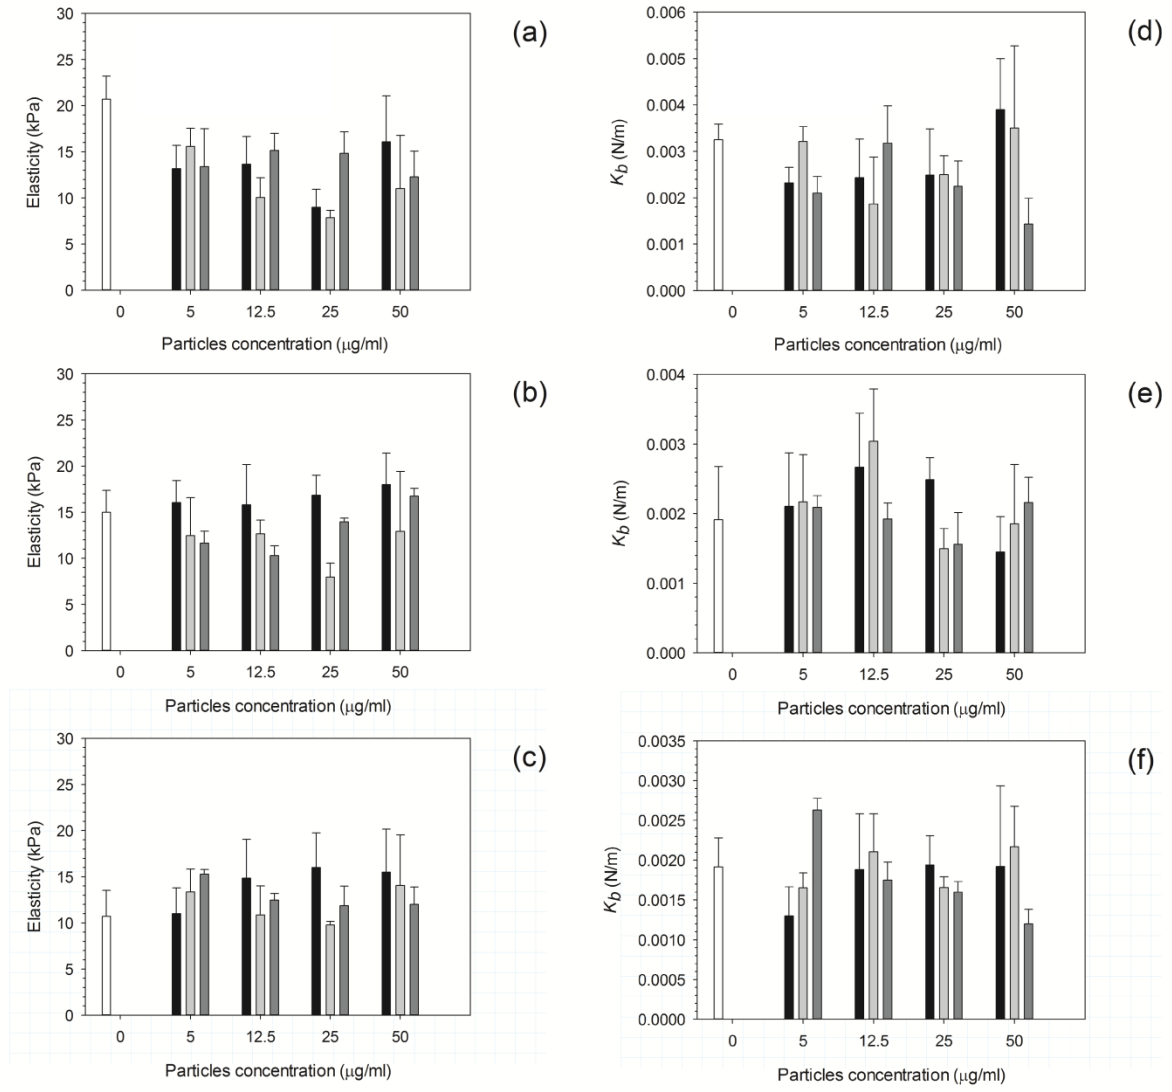 (a)
Elasticity (kPa)
30
25
20
15
10
5
0
0 5 12.5 25 50
Particles concentration (μg/ml)
(d)
K_b (N/m)
0.006
0.005
0.004
0.003
0.002
0.001
0.000
0 5 12.5 25 50
Particles concentration (μg/ml)
(b)
Elasticity (kPa)
30
25
20
15
10
5
0
0 5 12.5 25 50
Particles concentration (μg/ml)
(e)
K_b (N/m)
0.004
0.003
0.002
0.001
0.000
0 5 12.5 25 50
Particles concentration (μg/ml)
(c)
Elasticity (kPa)
30
25
20
15
10
5
0
0 5 12.5 25 50
Particles concentration (μg/ml)
(f)
K_b (N/m)
0.0035
0.0030
0.0025
0.0020
0.0015
0.0010
0.0005
0.0000
0 5 12.5 25 50
Particles concentration (μg/ml)